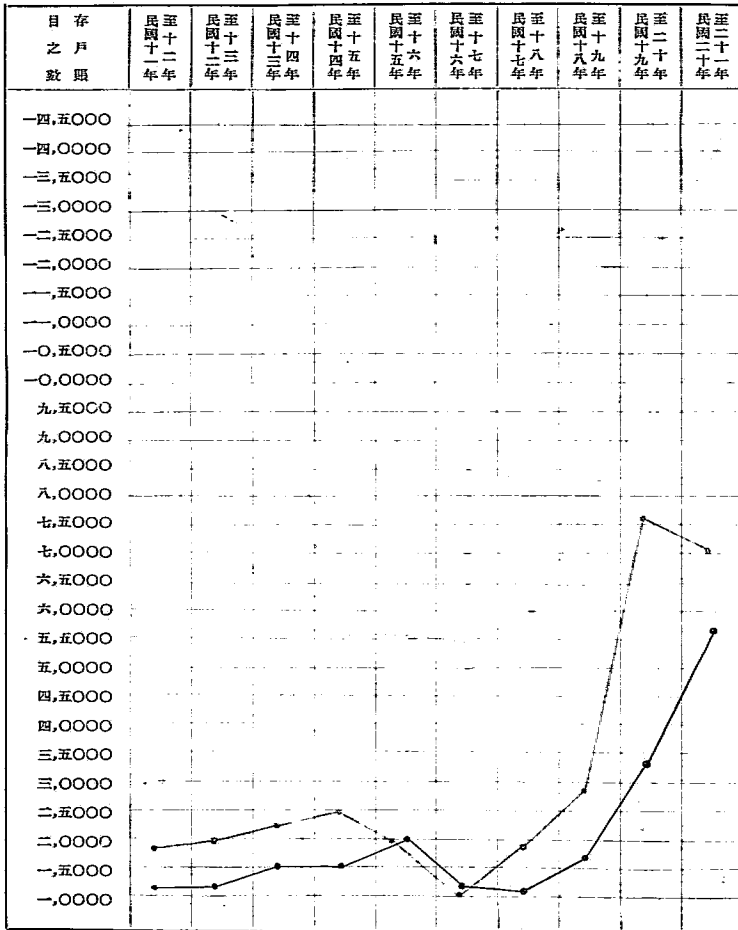 存戶頭
目之數
民國十一年
至十二年
民國十二年
至十三年
民國十三年
至十四年
民國十四年
至十五年
民國十五年
至十六年
民國十六年
至十七年
民國十七年
至十八年
民國十八年
至十九年
民國十九年
至二十年
民國二十年
至二十一年
一四,五〇〇〇
一四,〇〇〇〇
一三,五〇〇〇
一三,〇〇〇〇
一二,五〇〇〇
一二,〇〇〇〇
一一,五〇〇〇
一一,〇〇〇〇
一〇,五〇〇〇
一〇,〇〇〇〇
九,五〇〇〇
九,〇〇〇〇
八,五〇〇〇
八,〇〇〇〇
七,五〇〇〇
七,〇〇〇〇
六,五〇〇〇
六,〇〇〇〇
五,五〇〇〇
五,〇〇〇〇
四,五〇〇〇
四,〇〇〇〇
三,五〇〇〇
三,〇〇〇〇
二,五〇〇〇
二,〇〇〇〇
一,五〇〇〇
一,〇〇〇〇